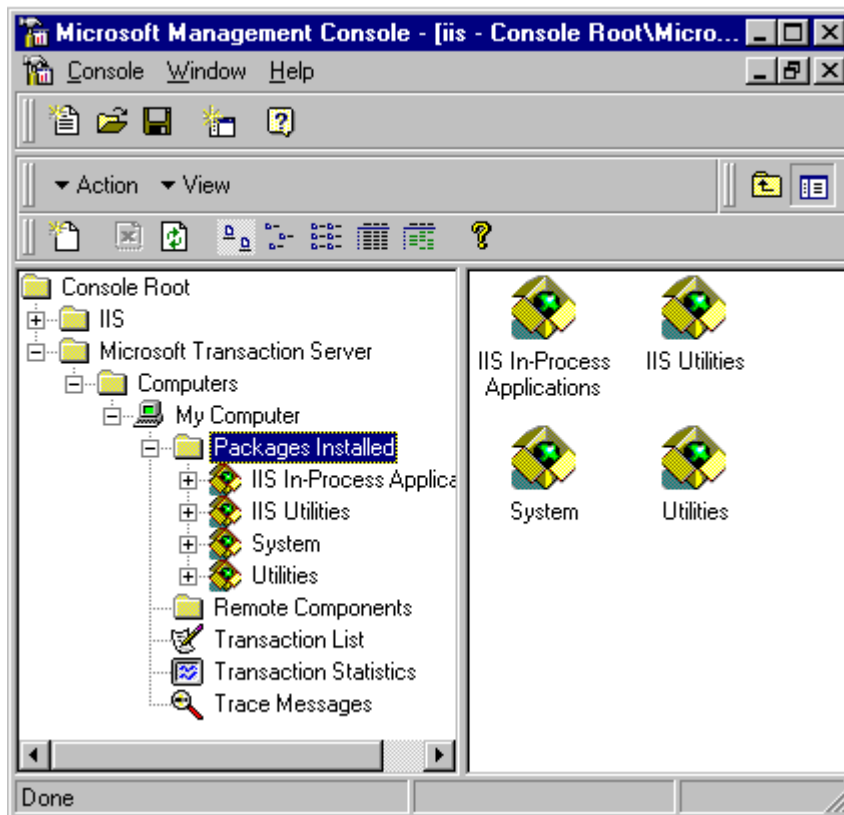 Microsoft Management Console - [iis - Console Root\Micro...
Console Window Help
Action View
Console Root
IIS
Microsoft Transaction Server
Computers
My Computer
Packages Installed
IIS In-Process Applica
IIS Utilities
System
Utilities
Remote Components
Transaction List
Transaction Statistics
Trace Messages
IIS In-Process
Applications
IIS Utilities
System
Utilities
Done